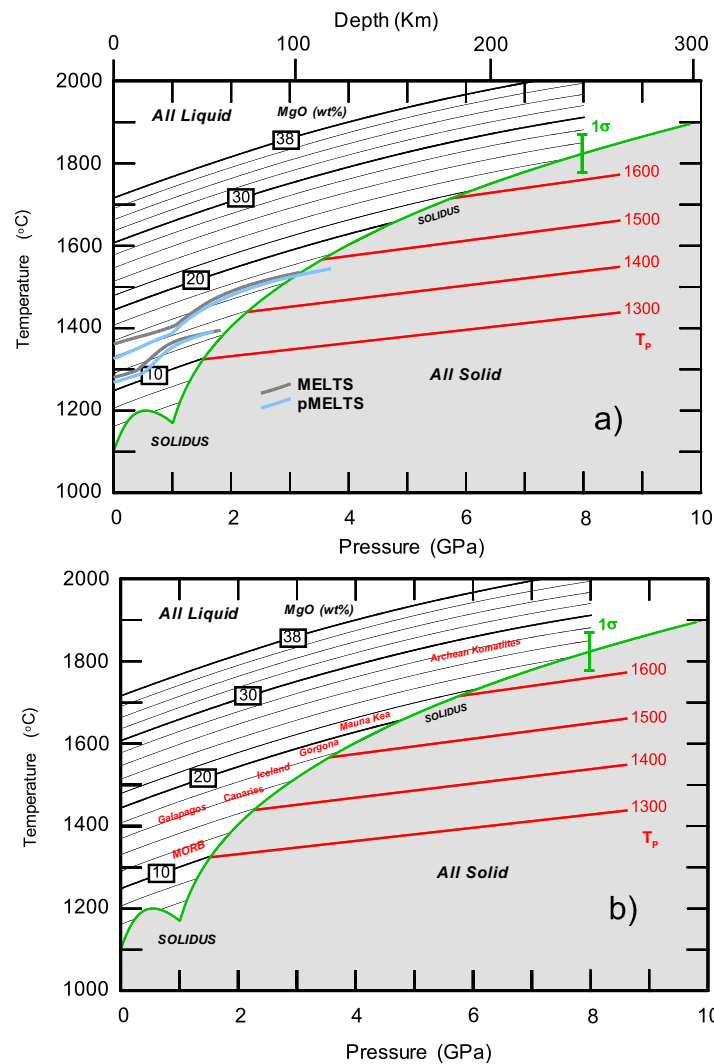 Depth (Km)
0 100 200 300
2000
1800
1600
1400
1200
1000
Temperature (°C)
All Liquid
MgO (wt%)
38
30
20
10
1σ
SOLIDUS
1600
1500
1400
1300
TP
MELTS
pMELTS
All Solid
SOLIDUS
a)
0 2 4 6 8 10
Pressure (GPa)
2000
1800
1600
1400
1200
1000
Temperature (°C)
All Liquid
MgO (wt%)
38
30
20
10
1σ
Archean Komatiites
Mauna Kea
Gorgona
Iceland
Canaries
Galapagos
MORB
SOLIDUS
1600
1500
1400
1300
TP
All Solid
SOLIDUS
b)
0 2 4 6 8 10
Pressure (GPa)